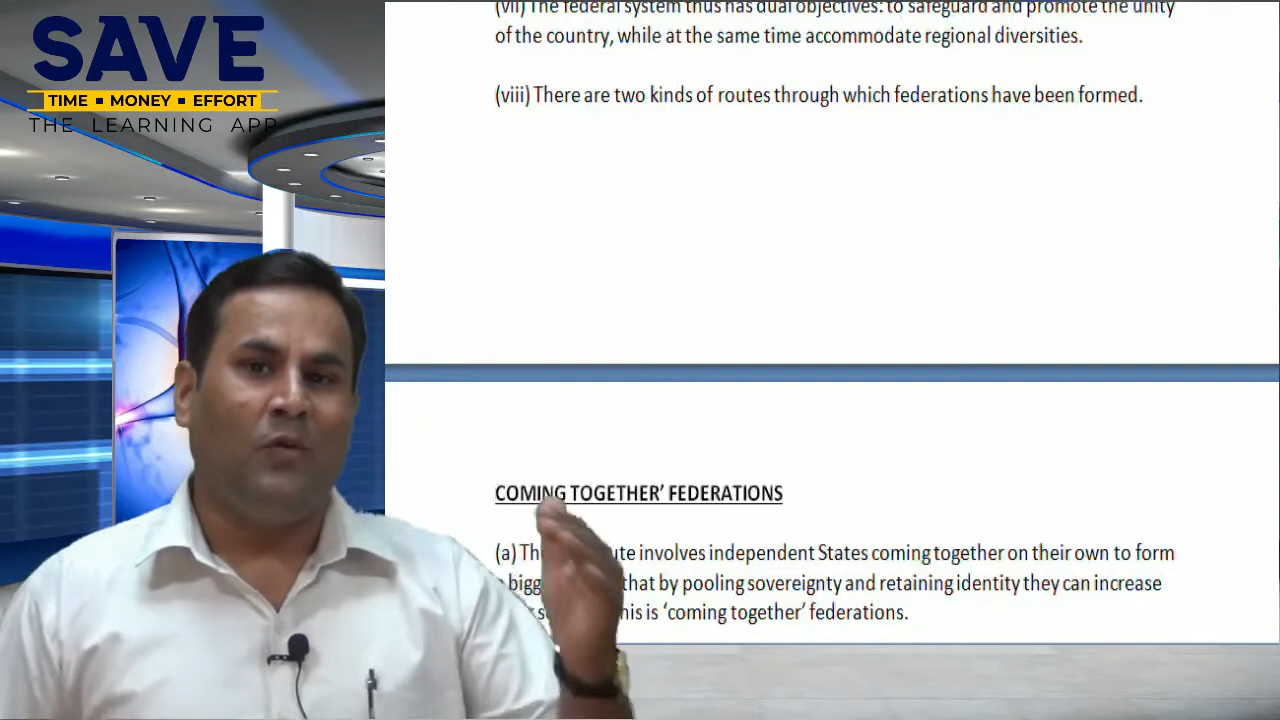 SAVE
TIME ▪ MONEY ▪ EFFORT
THE LEARNING APP
(vii) The federal system thus has dual objectives: to safeguard and promote the unity
of the country, while at the same time accommodate regional diversities.
(viii) There are two kinds of routes through which federations have been formed.
COMING TOGETHER’ FEDERATIONS
(a) involves independent States coming together on their own to form
that by pooling sovereignty and retaining identity they can increase
is ‘coming together’ federations.